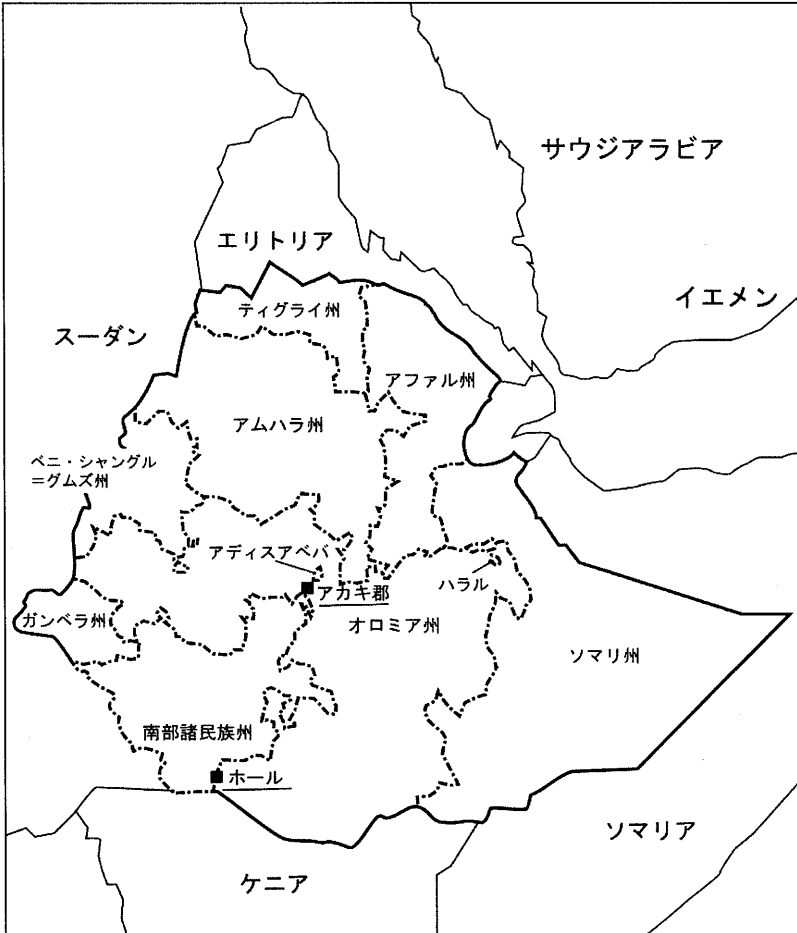 サウジアラビア
エリトリア
イエメン
ティグライ州
スーダン
アファル州
アムハラ州
ベニ・シャングル
=グムズ州
アディスアベバ
ハラル
アカキ郡
ガンベラ州
オロミア州
ソマリ州
南部諸民族州
ホール
ソマリア
ケニア